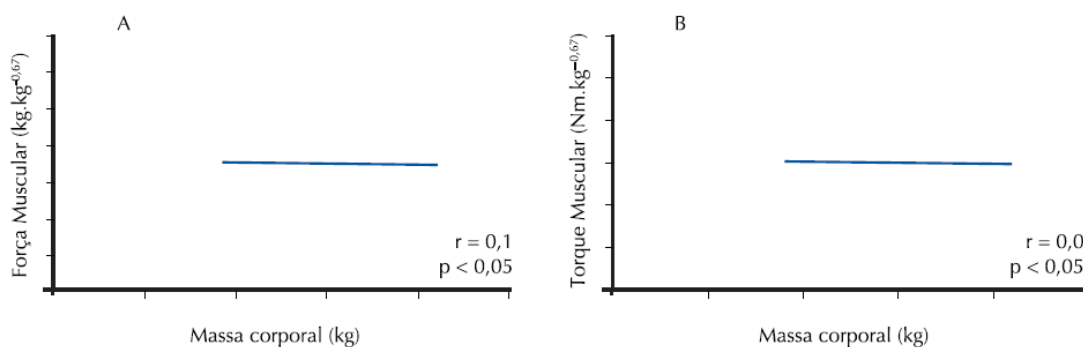 A
Força Muscular (kg.kg⁻⁰,⁶⁷)
r = 0,1
p < 0,05
Massa corporal (kg)
B
Torque Muscular (Nm.kg⁻⁰,⁶⁷)
r = 0,0
p < 0,05
Massa corporal (kg)